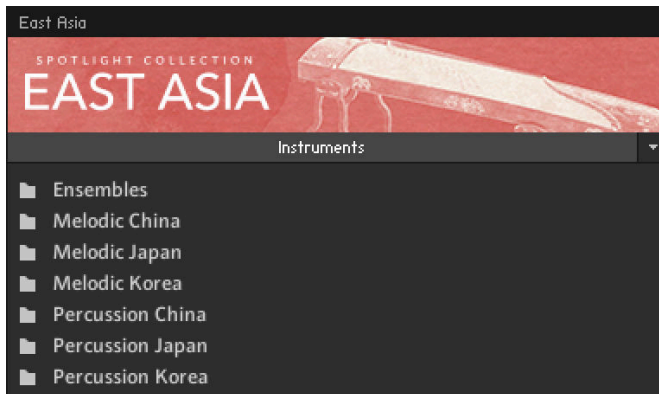 East Asia
SPOTLIGHT COLLECTION
EAST ASIA
Instruments
Ensembles
Melodic China
Melodic Japan
Melodic Korea
Percussion China
Percussion Japan
Percussion Korea